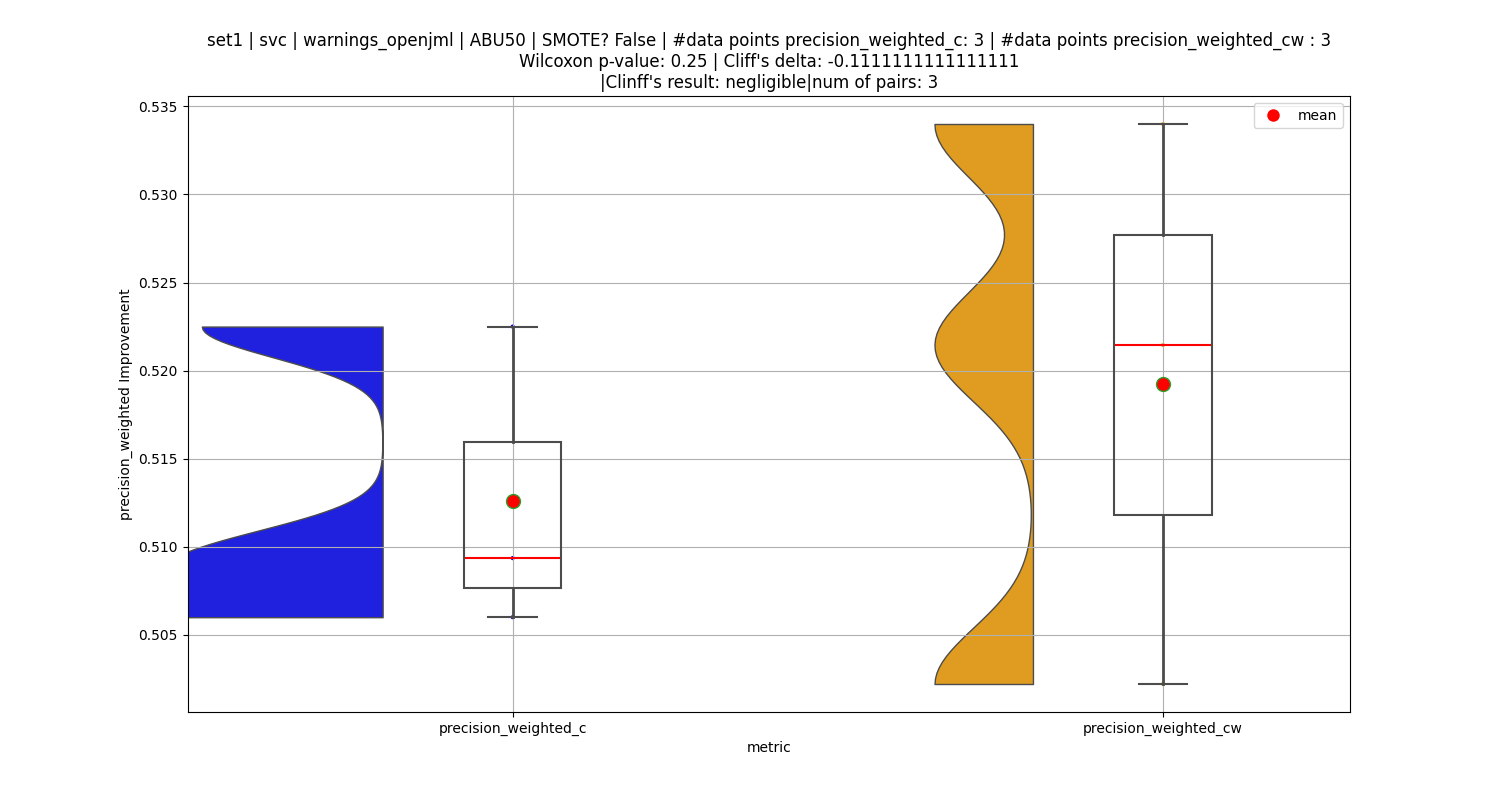 set1 | svc | warnings_openjml | ABU50 | SMOTE? False | #data points precision_weighted_c: 3 | #data points precision_weighted_cw : 3
Wilcoxon p-value: 0.25 | Cliff's delta: -0.1111111111111111
|Clinff's result: negligible|num of pairs: 3
mean
0.535
0.530
0.525
0.520
0.515
0.510
0.505
precision_weighted Improvement
precision_weighted_c
precision_weighted_cw
metric